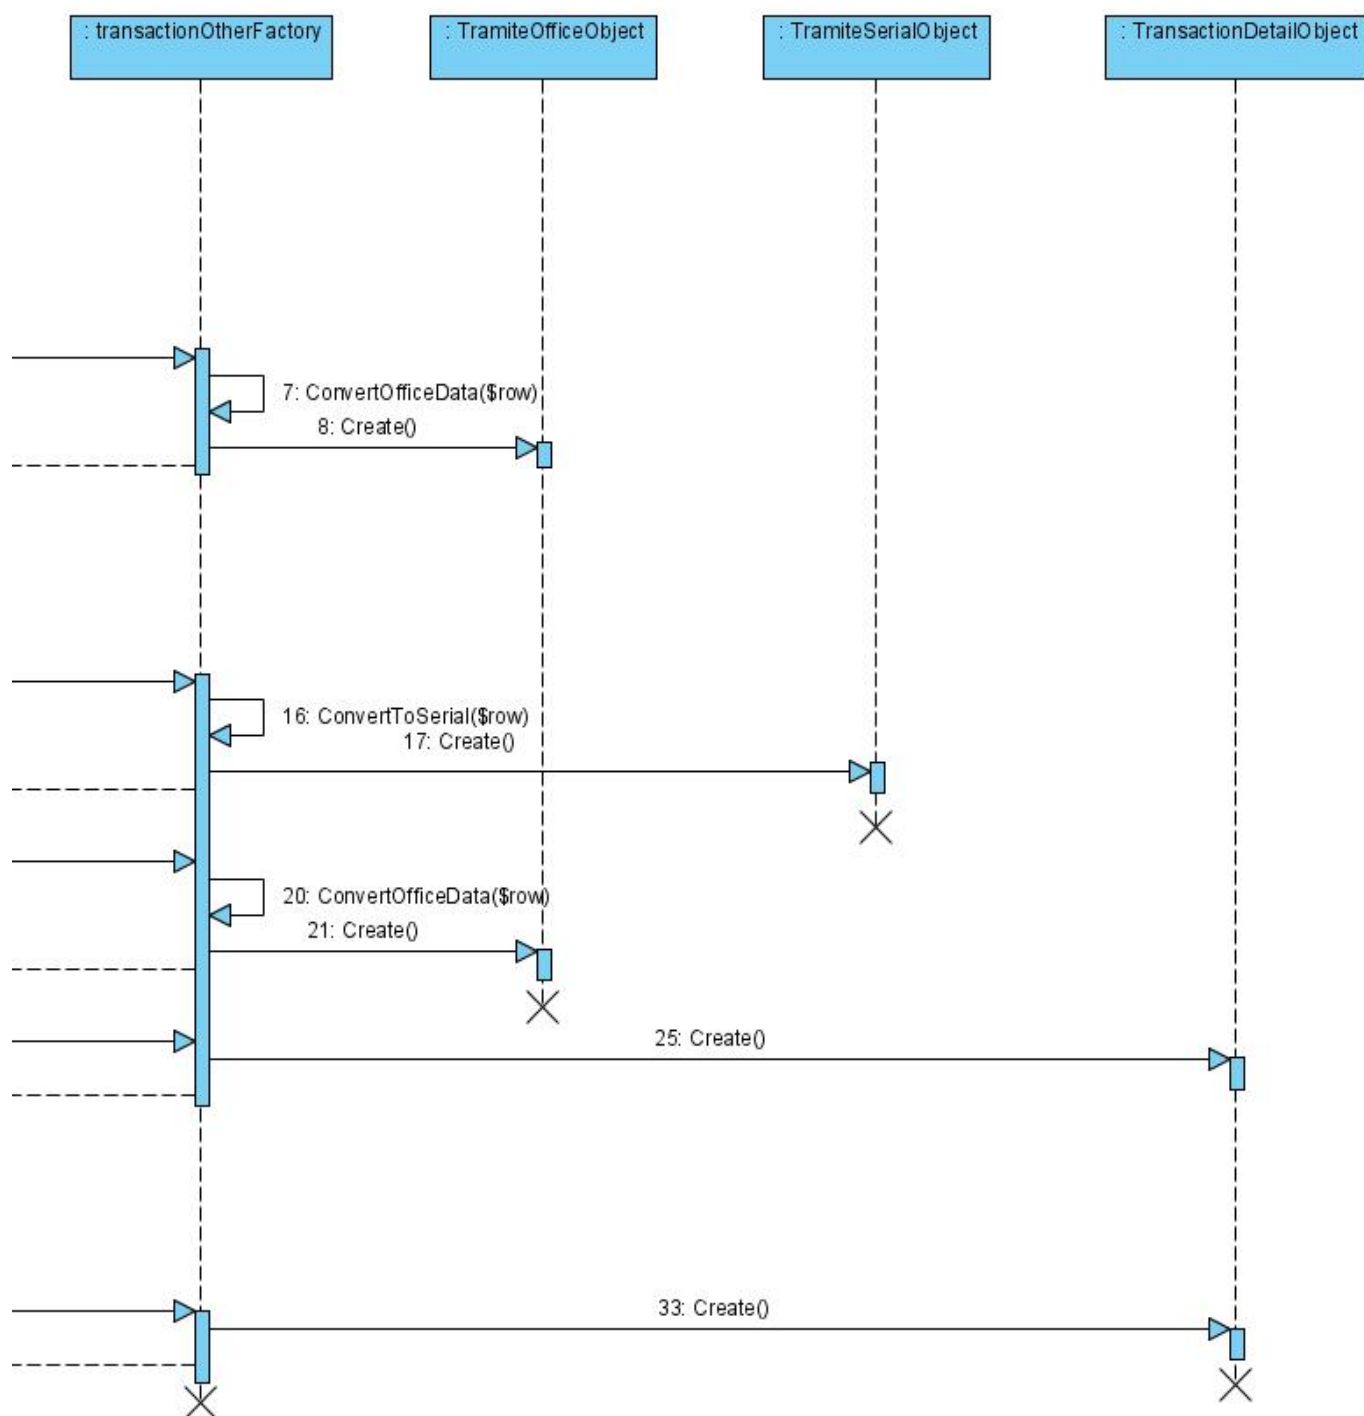 : transactionOtherFactory
: TramiteOfficeObject
: TramiteSerialObject
: TransactionDetailObject
7: ConvertOfficeData($row)
8: Create()
16: ConvertToSerial($row)
17: Create()
20: ConvertOfficeData($row)
21: Create()
25: Create()
33: Create()